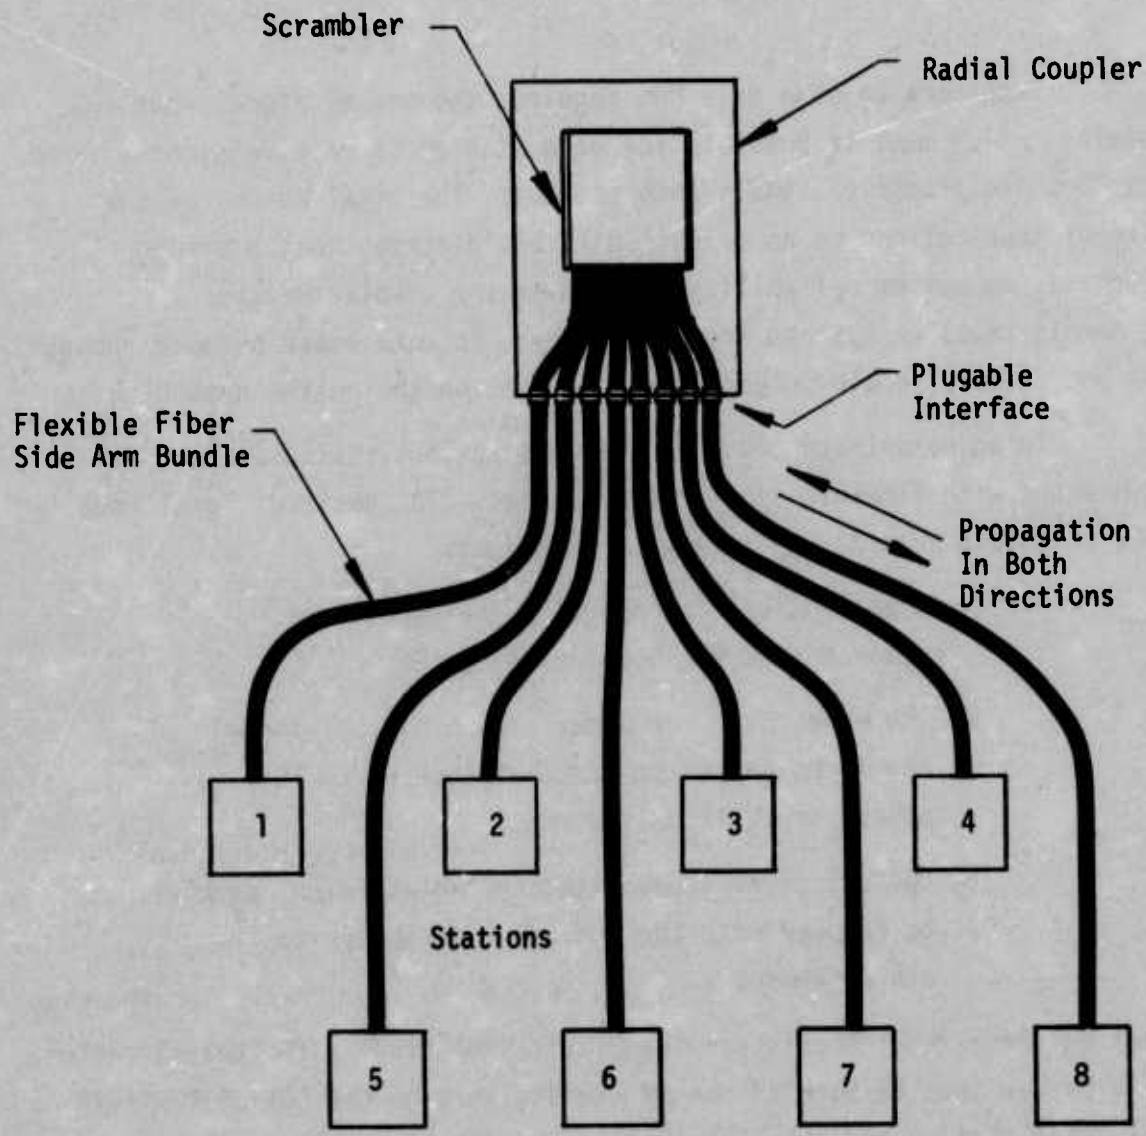 Scrambler
Radial Coupler
Plugable
Interface
Flexible Fiber
Side Arm Bundle
Propagation
In Both
Directions
1
2
3
4
Stations
5
6
7
8